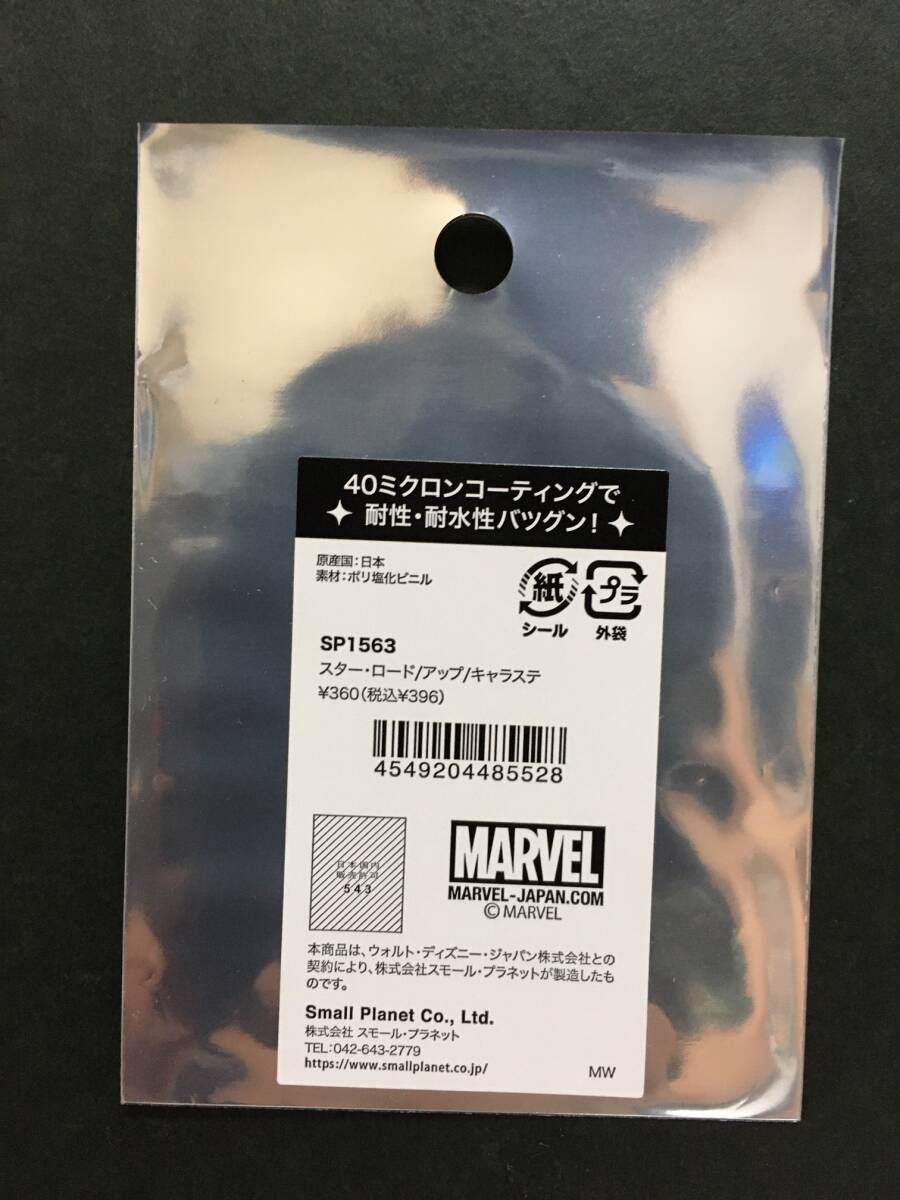 40ミクロンコーティングで
耐性・耐水性バツグン！
原産国：日本
素材：ポリ塩化ビニル
紙
シール
プラ
外袋
SP1563
スター・ロード/アップ/キャラステ
¥360（税込¥396）
4549204485528
日本国内
販売許可
543
MARVEL
MARVEL-JAPAN.COM
©MARVEL
本商品は、ウォルト・ディズニー・ジャパン株式会社との
契約により、株式会社スモール・プラネットが製造したも
のです。
Small Planet Co., Ltd.
株式会社 スモール・プラネット
TEL：042-643-2779
https://www.smallplanet.co.jp/
MW